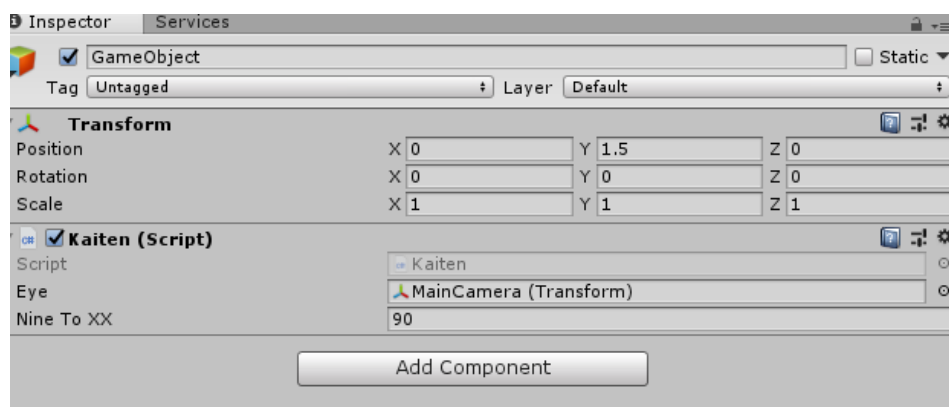 Inspector Services
GameObject Static
Tag Untagged Layer Default
Transform
Position X 0 Y 1.5 Z 0
Rotation X 0 Y 0 Z 0
Scale X 1 Y 1 Z 1
Kaiten (Script)
Script Kaiten
Eye MainCamera (Transform)
Nine To XX 90
Add Component